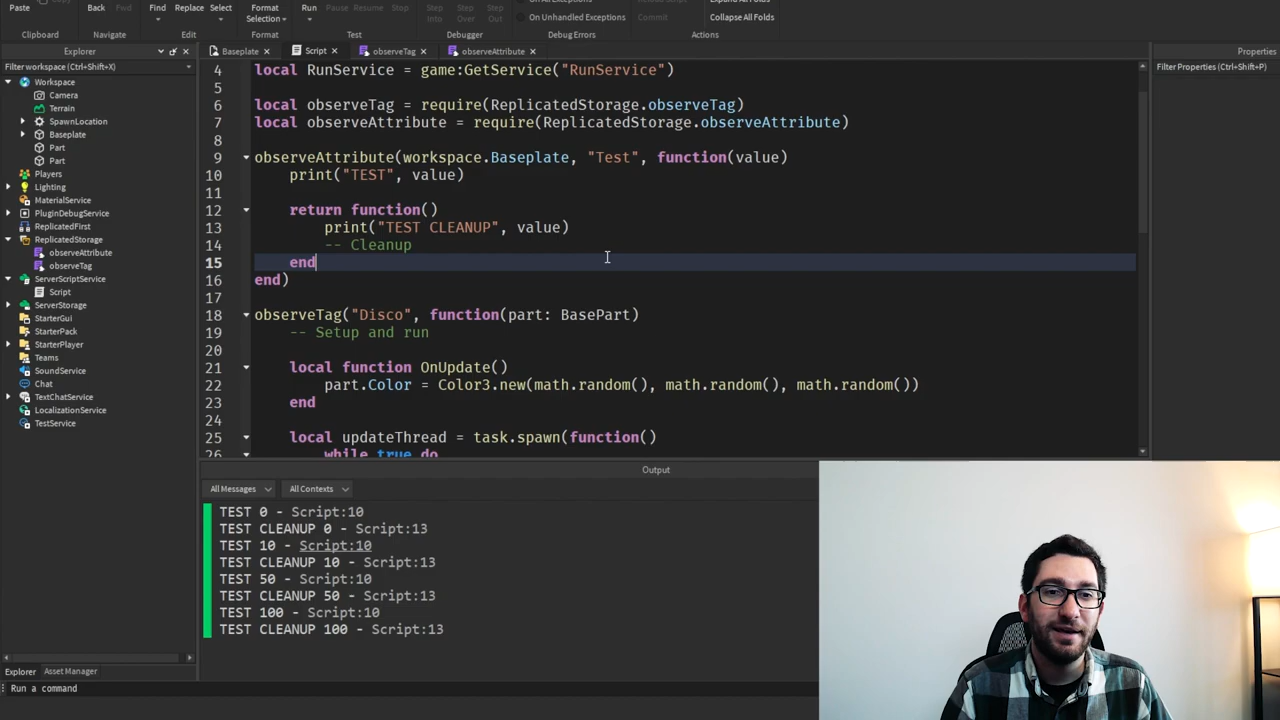 Paste
Back
Find
Replace
Select
Format
Selection
Run
Pause
Resume
Stop
Step
Into
Step
Over
Step
Out
On Unhandled Exceptions
Commit
Expand All Folds
Collapse All Folds
Clipboard
Navigate
Edit
Format
Test
Debugger
Debug Errors
Actions
Explorer
Baseplate
Script
observeTag
observeAttribute
Properties
Filter workspace (Ctrl+Shift+X)
Filter Properties (Ctrl+Shift+P)
Workspace
Camera
Terrain
SpawnLocation
Baseplate
Part
Part
Players
Lighting
MaterialService
PluginDebugService
ReplicatedFirst
ReplicatedStorage
observeAttribute
observeTag
ServerScriptService
Script
ServerStorage
StarterGui
StarterPack
StarterPlayer
Teams
SoundService
Chat
TextChatService
LocalizationService
TestService
Explorer
Asset Manager
Run a command
4 local RunService = game:GetService("RunService")
5
6 local observeTag = require(ReplicatedStorage.observeTag)
7 local observeAttribute = require(ReplicatedStorage.observeAttribute)
8
9 observeAttribute(workspace.Baseplate, "Test", function(value)
10 print("TEST", value)
11
12 return function()
13 print("TEST CLEANUP", value)
14 -- Cleanup
15 end
16 end)
17
18 observeTag("Disco", function(part: BasePart)
19 -- Setup and run
20
21 local function OnUpdate()
22 part.Color = Color3.new(math.random(), math.random(), math.random())
23 end
24
25 local updateThread = task.spawn(function()
26 while true do
Output
All Messages
All Contexts
TEST 0 - Script:10
TEST CLEANUP 0 - Script:13
TEST 10 - Script:10
TEST CLEANUP 10 - Script:13
TEST 50 - Script:10
TEST CLEANUP 50 - Script:13
TEST 100 - Script:10
TEST CLEANUP 100 - Script:13